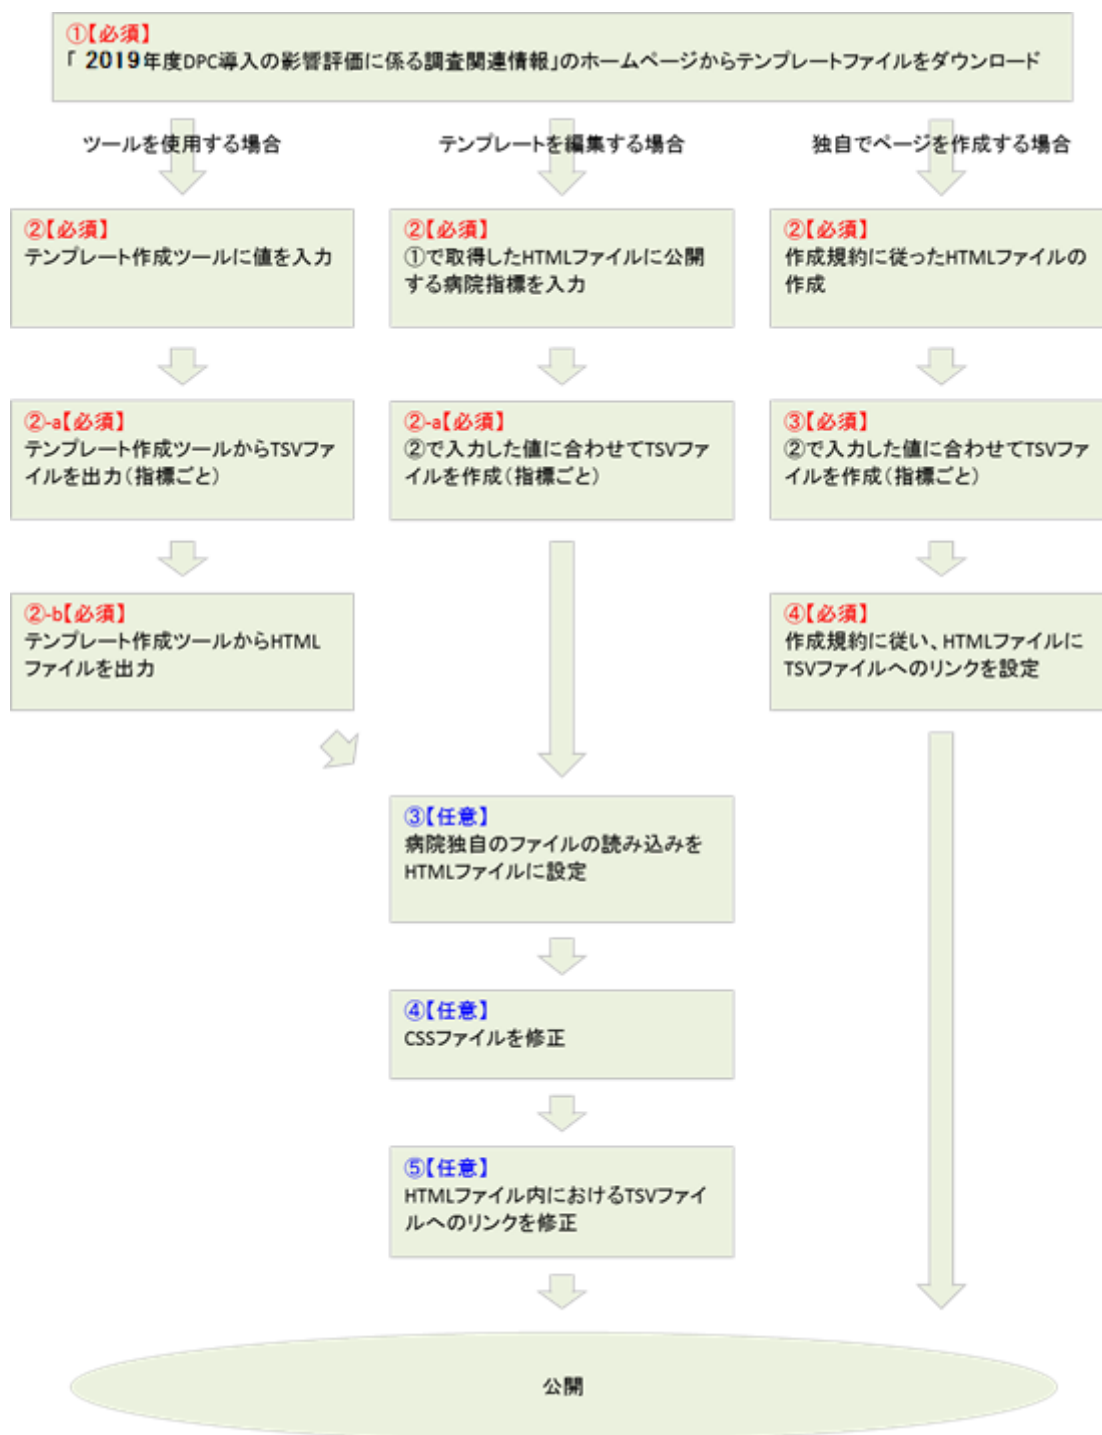 ①【必須】
「 2019年度DPC導入の影響評価に係る調査関連情報」のホームページからテンプレートファイルをダウンロード
ツールを使用する場合
テンプレートを編集する場合
独自でページを作成する場合
②【必須】
テンプレート作成ツールに値を入力
②【必須】
①で取得したHTMLファイルに公開
する病院指標を入力
②【必須】
作成規約に従ったHTMLファイルの
作成
②-a【必須】
テンプレート作成ツールからTSVファ
イルを出力(指標ごと)
②-a【必須】
②で入力した値に合わせてTSVファ
イルを作成(指標ごと)
③【必須】
②で入力した値に合わせてTSVファ
イルを作成(指標ごと)
②-b【必須】
テンプレート作成ツールからHTML
ファイルを出力
④【必須】
作成規約に従い、HTMLファイルに
TSVファイルへのリンクを設定
③【任意】
病院独自のファイルの読み込みを
HTMLファイルに設定
④【任意】
CSSファイルを修正
⑤【任意】
HTMLファイル内におけるTSVファイ
ルへのリンクを修正
公開